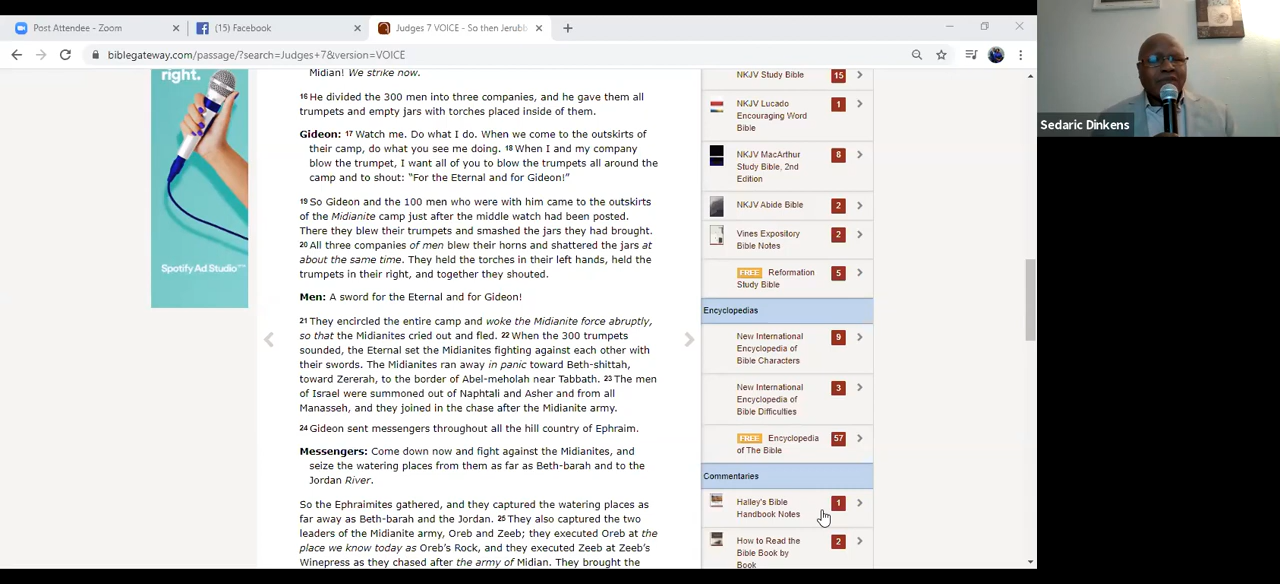 Post Attendee - Zoom
(15) Facebook
Judges 7 VOICE - So then Jerubb
biblegateway.com/passage/?search=Judges+7&version=VOICE
right.
Spotify Ad Studio
Midian! We strike now.
16 He divided the 300 men into three companies, and he gave them all
trumpets and empty jars with torches placed inside of them.
Gideon: 17 Watch me. Do what I do. When we come to the outskirts of
their camp, do what you see me doing. 18 When I and my company
blow the trumpet, I want all of you to blow the trumpets all around the
camp and to shout: “For the Eternal and for Gideon!”
19 So Gideon and the 100 men who were with him came to the outskirts
of the Midianite camp just after the middle watch had been posted.
There they blew their trumpets and smashed the jars they had brought.
20 All three companies of men blew their horns and shattered the jars at
about the same time. They held the torches in their left hands, held the
trumpets in their right, and together they shouted.
Men: A sword for the Eternal and for Gideon!
21 They encircled the entire camp and woke the Midianite force abruptly,
so that the Midianites cried out and fled. 22 When the 300 trumpets
sounded, the Eternal set the Midianites fighting against each other with
their swords. The Midianites ran away in panic toward Beth-shittah,
toward Zererah, to the border of Abel-meholah near Tabbath. 23 The men
of Israel were summoned out of Naphtali and Asher and from all
Manasseh, and they joined in the chase after the Midianite army.
24 Gideon sent messengers throughout all the hill country of Ephraim.
Messengers: Come down now and fight against the Midianites, and
seize the watering places from them as far as Beth-barah and to the
Jordan River.
So the Ephraimites gathered, and they captured the watering places as
far away as Beth-barah and the Jordan. 25 They also captured the two
leaders of the Midianite army, Oreb and Zeeb; they executed Oreb at the
place we know today as Oreb’s Rock, and they executed Zeeb at Zeeb’s
Winepress as they chased after the army of Midian. They brought the
NKJV Study Bible 15
NKJV Lucado 1
Encouraging Word
Bible
NKJV MacArthur 6
Study Bible, 2nd
Edition
NKJV Abide Bible 2
Vines Expository 2
Bible Notes
FREE Reformation 5
Study Bible
Encyclopedias
New International 9
Encyclopedia of
Bible Characters
New International 3
Encyclopedia of
Bible Difficulties
FREE Encyclopedia 57
of The Bible
Commentaries
Halley's Bible 1
Handbook Notes
How to Read the 2
Bible Book by
Book
Sedaric Dinkens